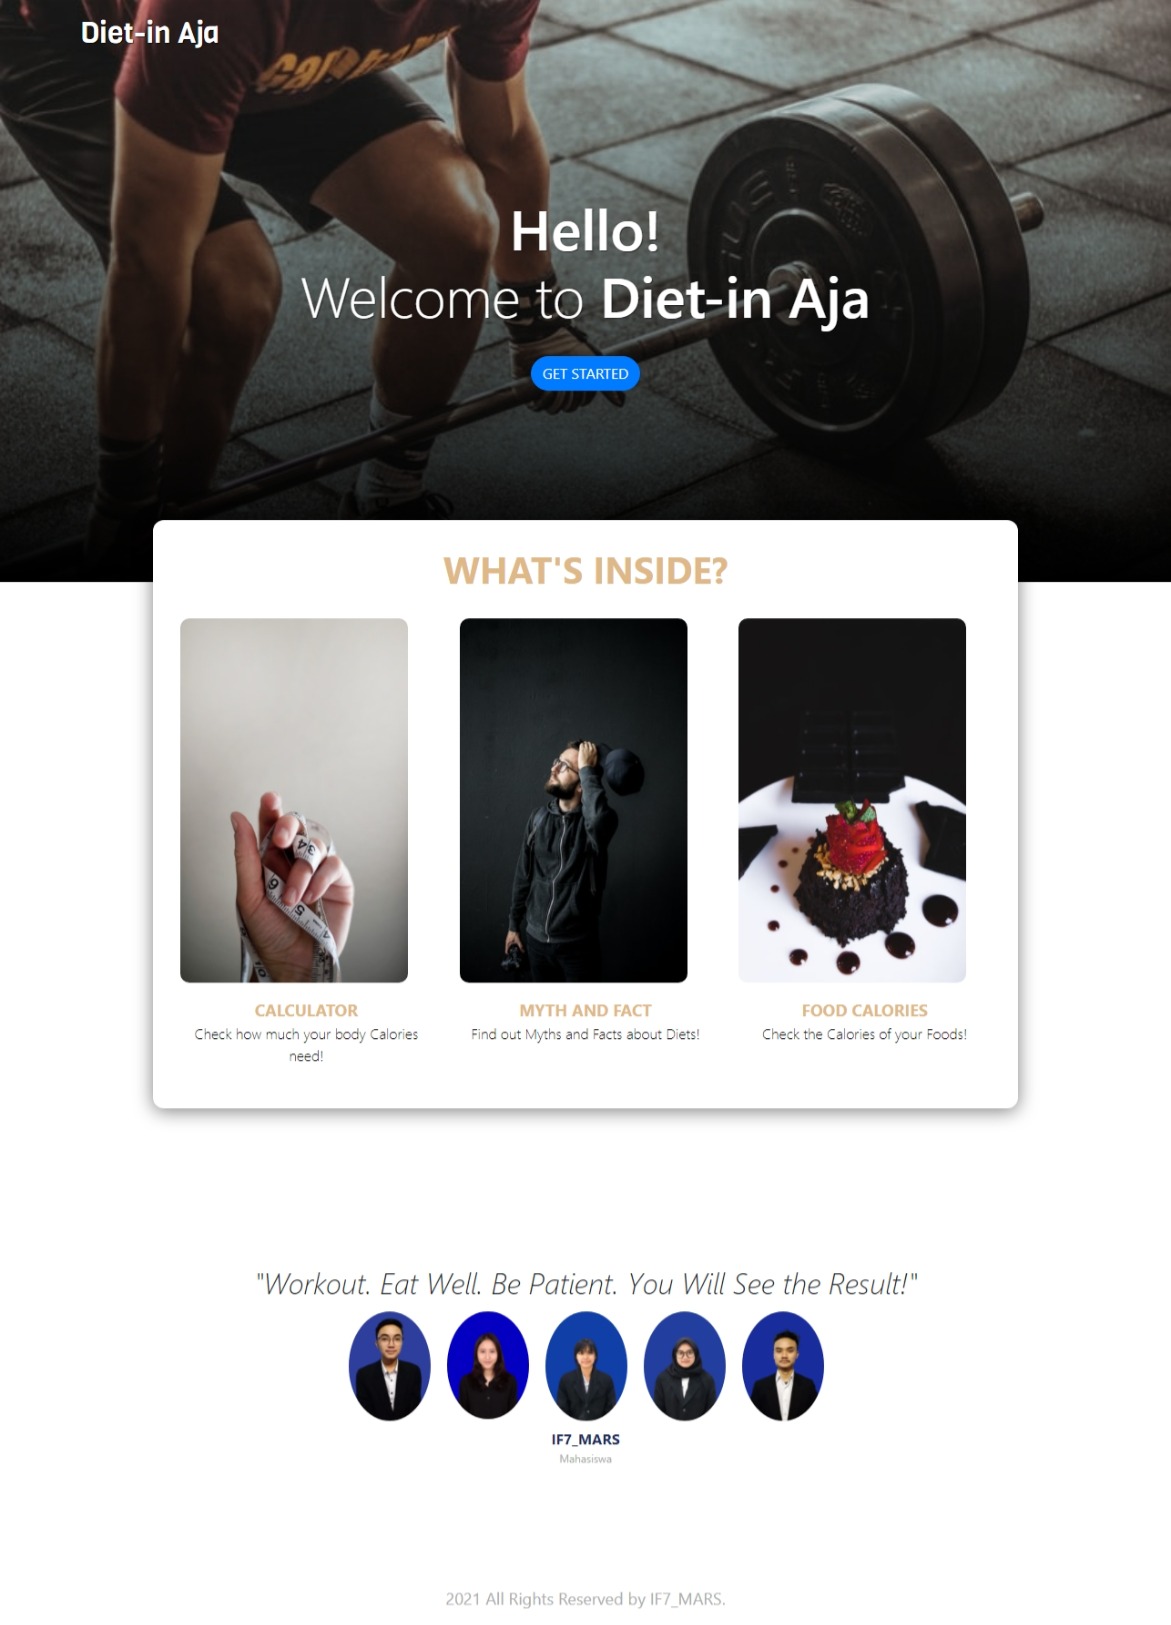 Diet-in Aja
Hello!
Welcome to Diet-in Aja
GET STARTED
WHAT'S INSIDE?
CALCULATOR
Check how much your body Calories
need!
MYTH AND FACT
Find out Myths and Facts about Diets!
FOOD CALORIES
Check the Calories of your Foods!
"Workout. Eat Well. Be Patient. You Will See the Result!"
IF7_MARS
Mahasiswa
2021 All Rights Reserved by IF7_MARS.